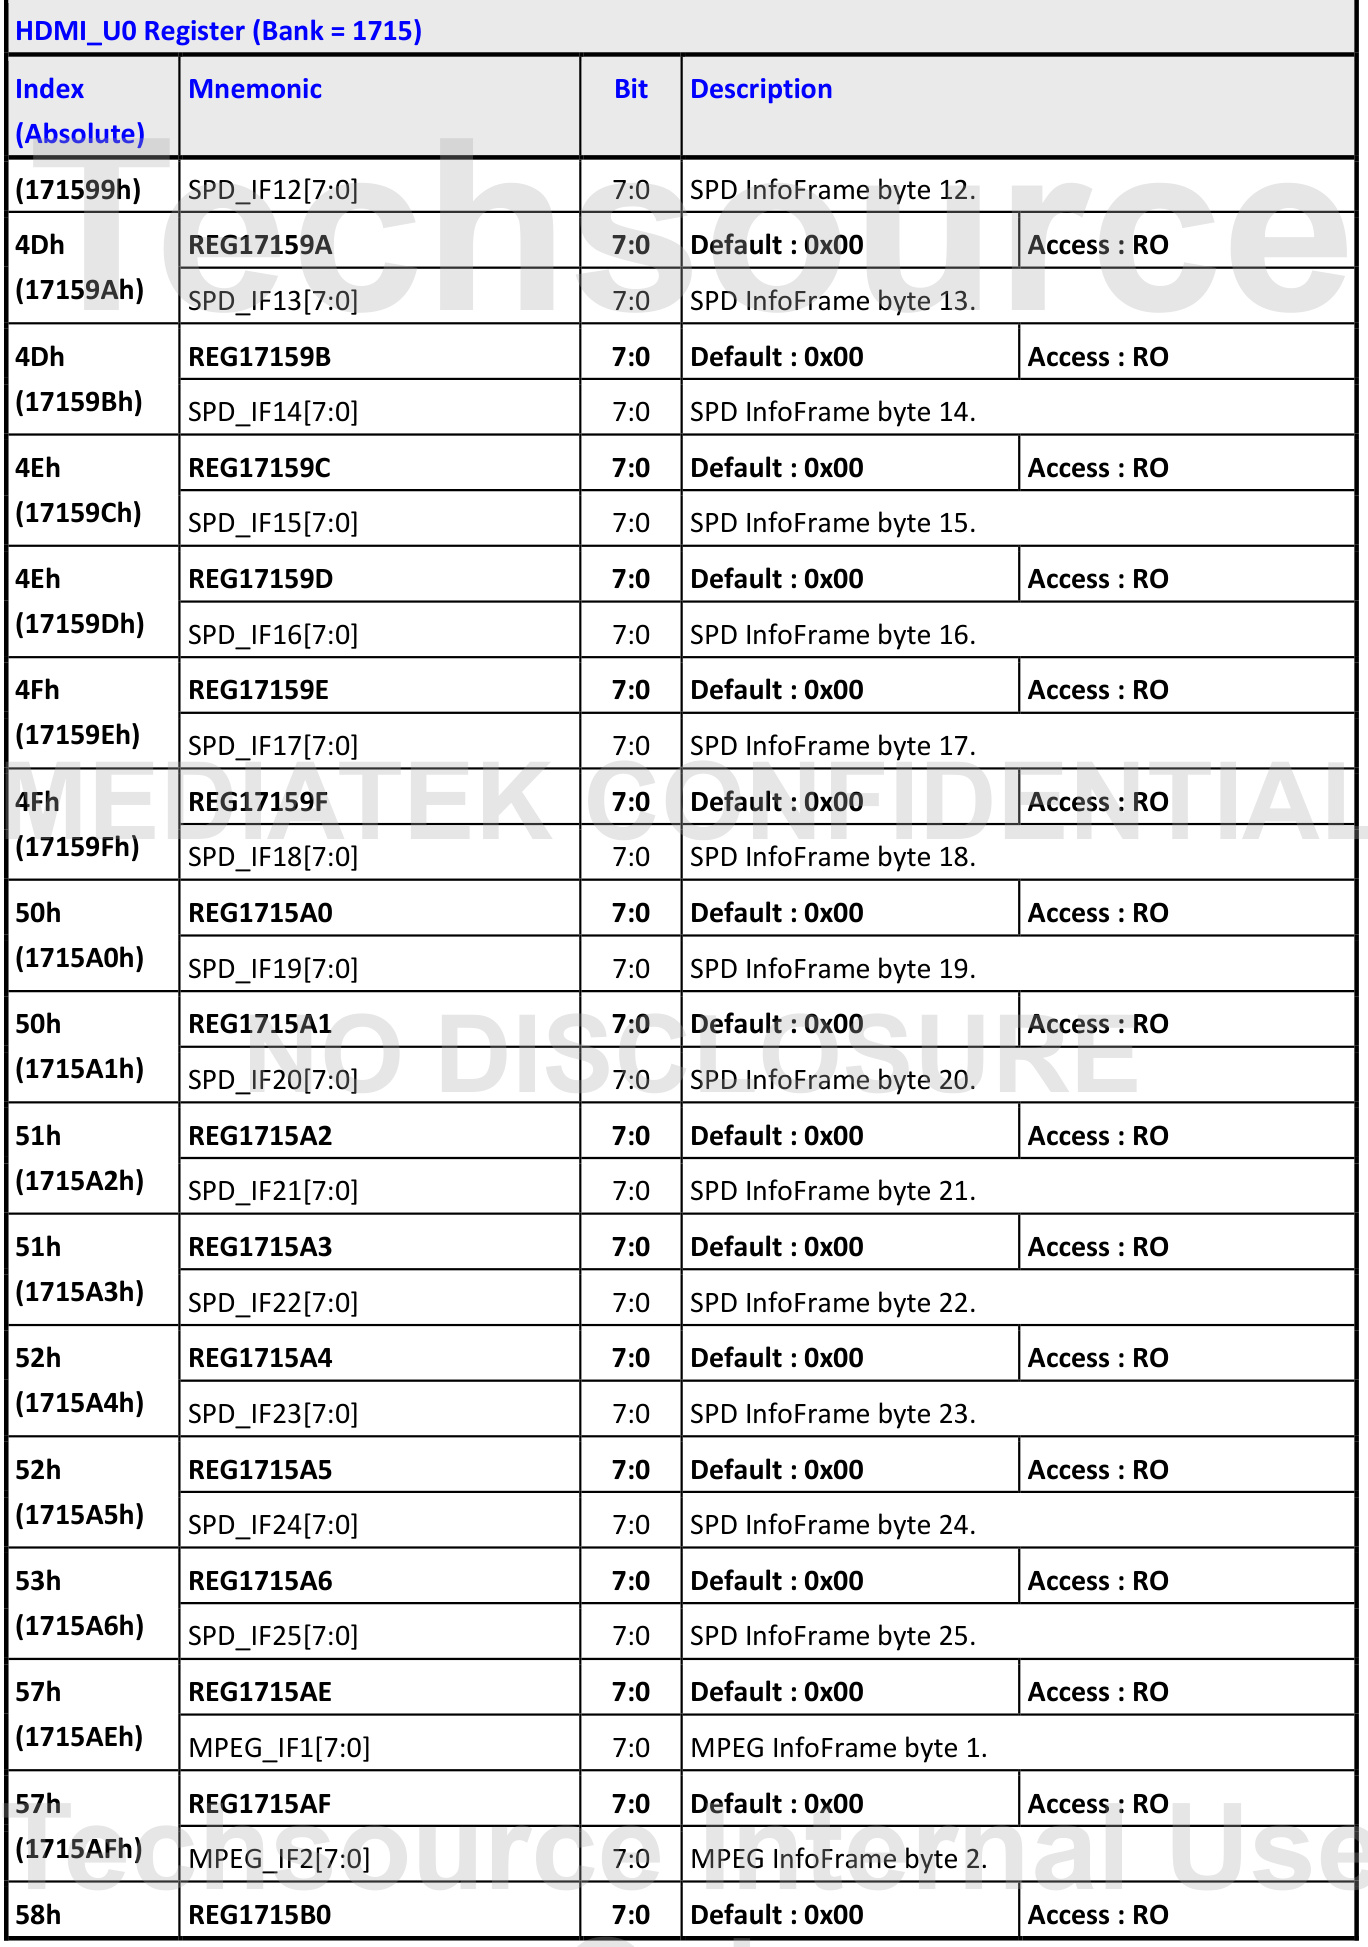 HDMI_U0 Register (Bank = 1715)
Index Mnemonic Bit Description
(Absolute)
(171599h) SPD_IF12[7:0] 7:0 SPD InfoFrame byte 12.
4Dh REG17159A 7:0 Default : 0x00 Access : RO
(17159Ah) SPD_IF13[7:0] 7:0 SPD InfoFrame byte 13.
4Dh REG17159B 7:0 Default : 0x00 Access : RO
(17159Bh) SPD_IF14[7:0] 7:0 SPD InfoFrame byte 14.
4Eh REG17159C 7:0 Default : 0x00 Access : RO
(17159Ch) SPD_IF15[7:0] 7:0 SPD InfoFrame byte 15.
4Eh REG17159D 7:0 Default : 0x00 Access : RO
(17159Dh) SPD_IF16[7:0] 7:0 SPD InfoFrame byte 16.
4Fh REG17159E 7:0 Default : 0x00 Access : RO
(17159Eh) SPD_IF17[7:0] 7:0 SPD InfoFrame byte 17.
4Fh REG17159F 7:0 Default : 0x00 Access : RO
(17159Fh) SPD_IF18[7:0] 7:0 SPD InfoFrame byte 18.
50h REG1715A0 7:0 Default : 0x00 Access : RO
(1715A0h) SPD_IF19[7:0] 7:0 SPD InfoFrame byte 19.
50h REG1715A1 7:0 Default : 0x00 Access : RO
(1715A1h) SPD_IF20[7:0] 7:0 SPD InfoFrame byte 20.
51h REG1715A2 7:0 Default : 0x00 Access : RO
(1715A2h) SPD_IF21[7:0] 7:0 SPD InfoFrame byte 21.
51h REG1715A3 7:0 Default : 0x00 Access : RO
(1715A3h) SPD_IF22[7:0] 7:0 SPD InfoFrame byte 22.
52h REG1715A4 7:0 Default : 0x00 Access : RO
(1715A4h) SPD_IF23[7:0] 7:0 SPD InfoFrame byte 23.
52h REG1715A5 7:0 Default : 0x00 Access : RO
(1715A5h) SPD_IF24[7:0] 7:0 SPD InfoFrame byte 24.
53h REG1715A6 7:0 Default : 0x00 Access : RO
(1715A6h) SPD_IF25[7:0] 7:0 SPD InfoFrame byte 25.
57h REG1715AE 7:0 Default : 0x00 Access : RO
(1715AEh) MPEG_IF1[7:0] 7:0 MPEG InfoFrame byte 1.
57h REG1715AF 7:0 Default : 0x00 Access : RO
(1715AFh) MPEG_IF2[7:0] 7:0 MPEG InfoFrame byte 2.
58h REG1715B0 7:0 Default : 0x00 Access : RO
Techsource
MEDIATEK CONFIDENTIAL
NO DISCLOSURE
Techsource Internal Use